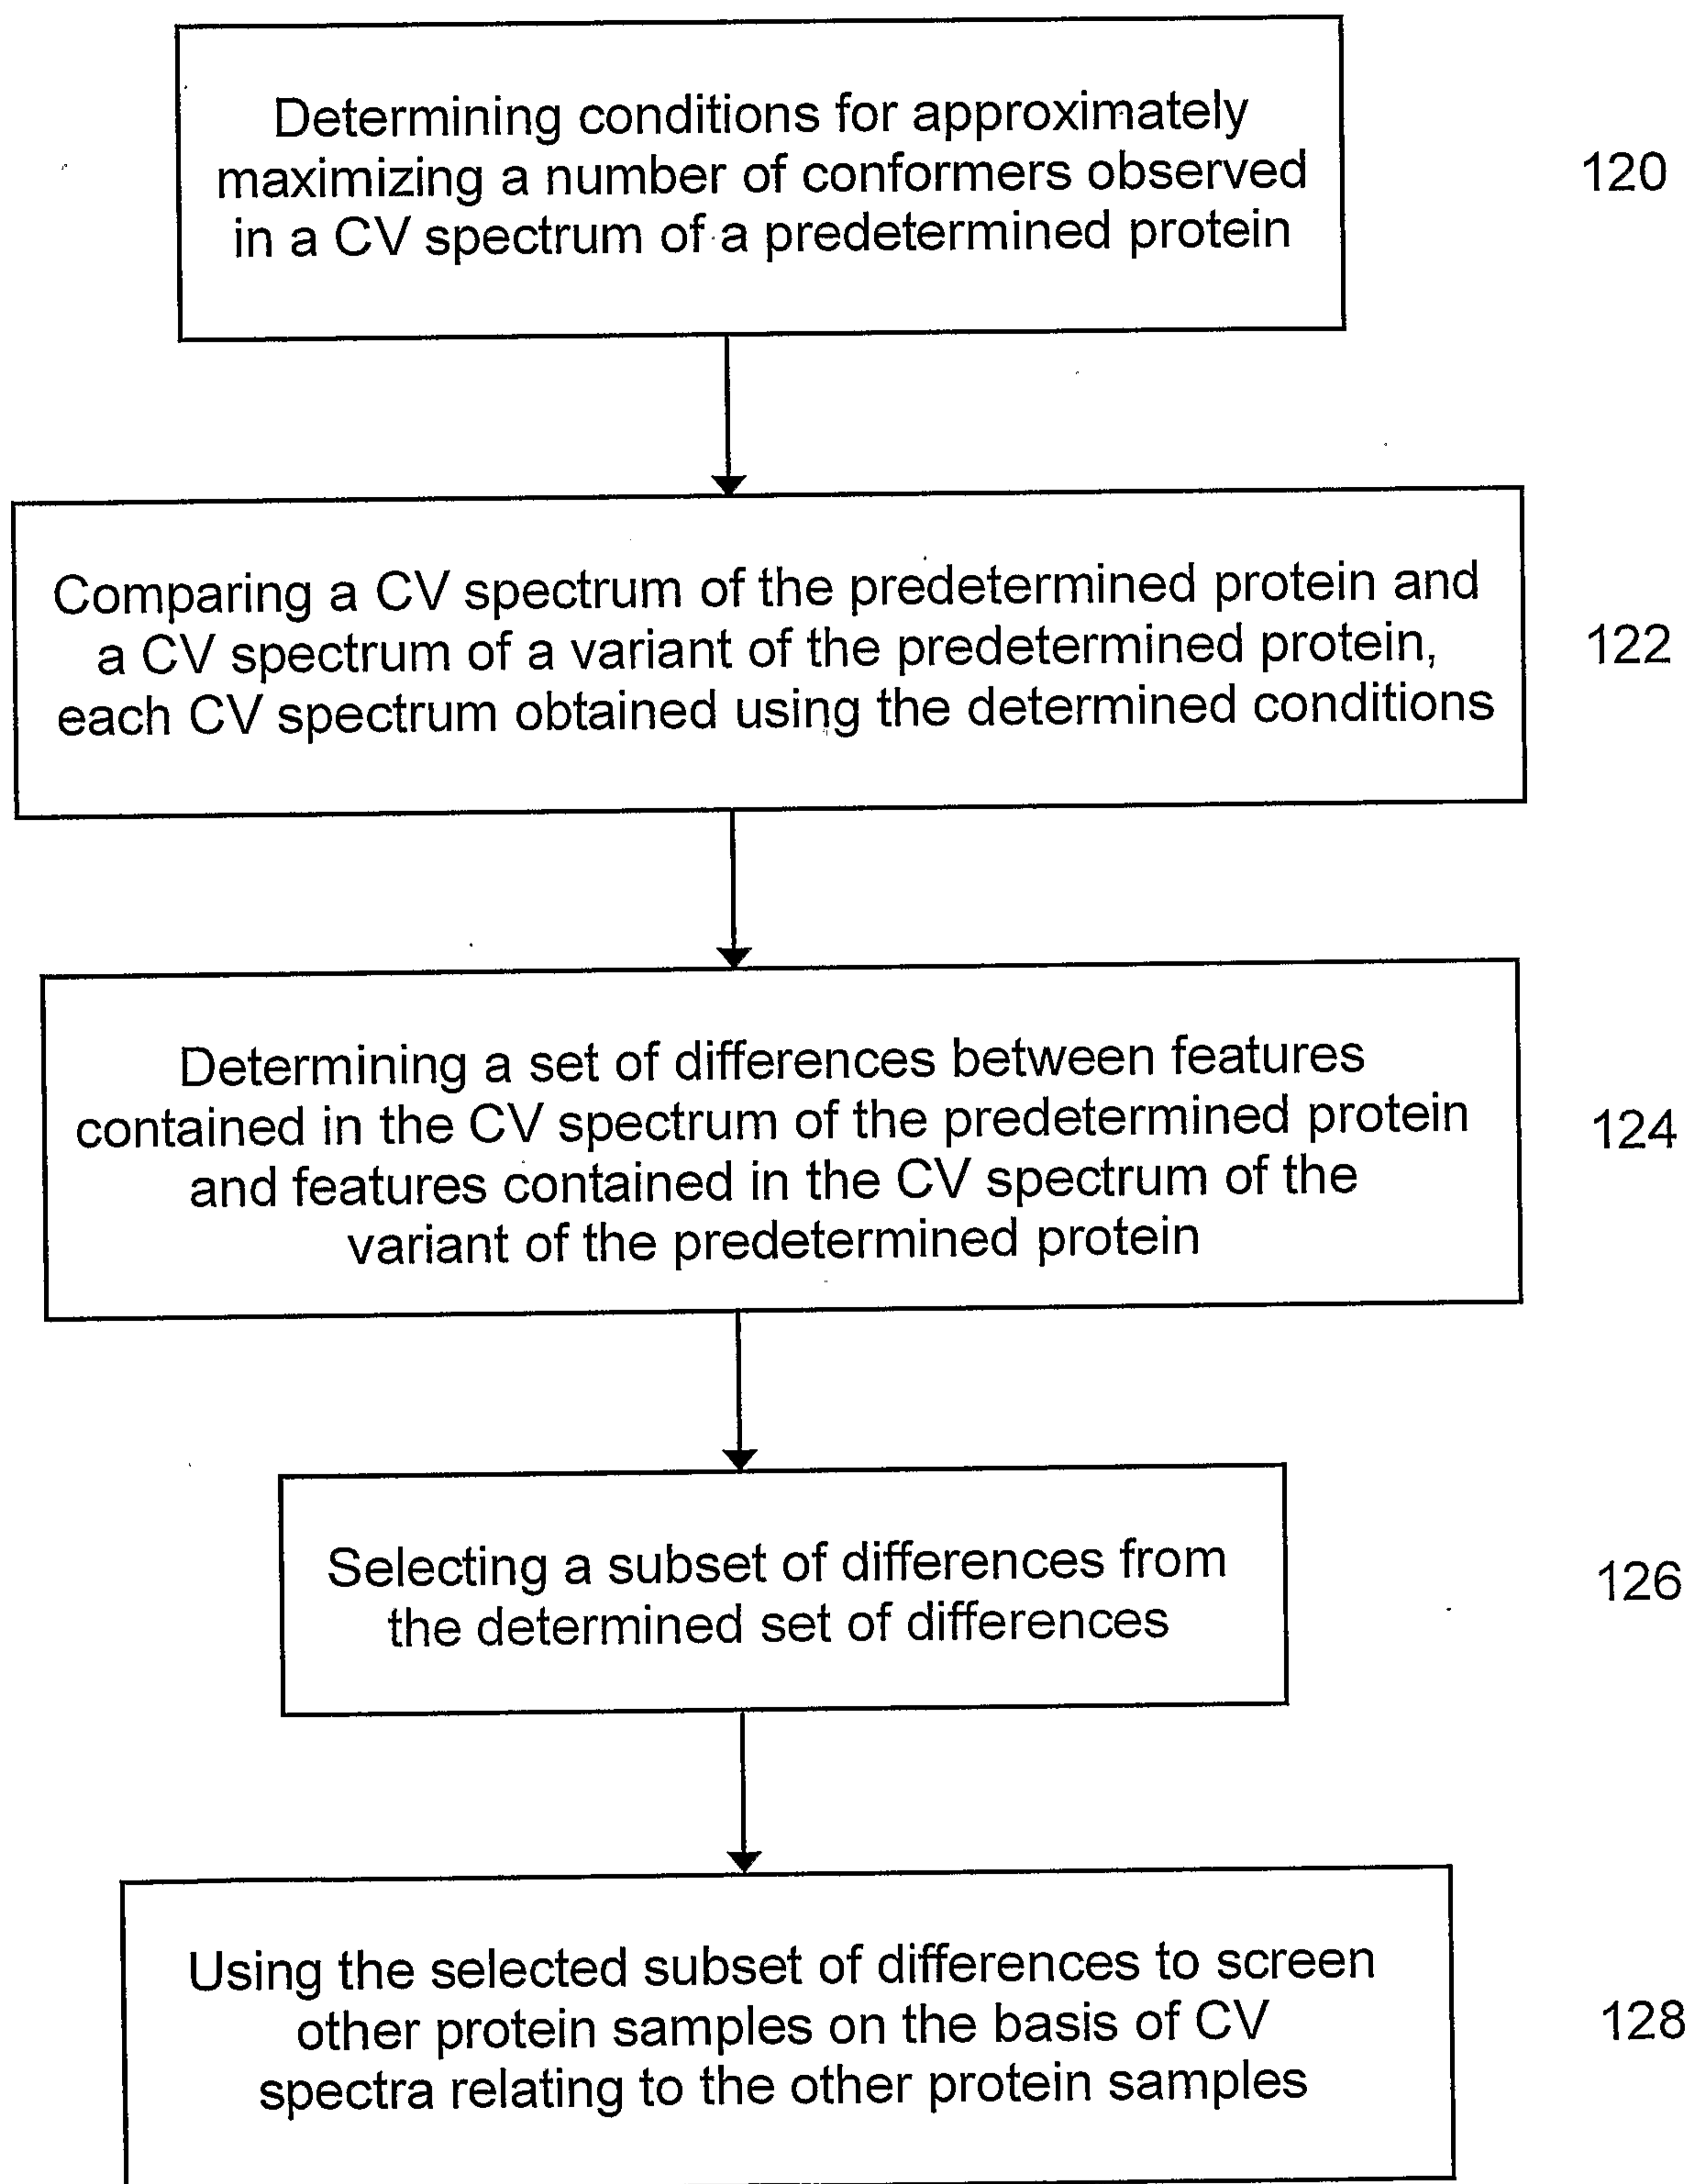 Determining conditions for approximately
maximizing a number of conformers observed
in a CV spectrum of a predetermined protein
120
Comparing a CV spectrum of the predetermined protein and
a CV spectrum of a variant of the predetermined protein,
each CV spectrum obtained using the determined conditions
122
Determining a set of differences between features
contained in the CV spectrum of the predetermined protein
and features contained in the CV spectrum of the
variant of the predetermined protein
124
Selecting a subset of differences from
the determined set of differences
126
Using the selected subset of differences to screen
other protein samples on the basis of CV
spectra relating to the other protein samples
128